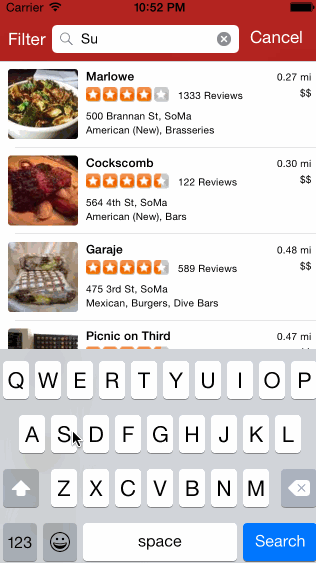 Carrier 10:52 PM
Filter Su Cancel
Marlowe 0.27 mi
1333 Reviews $$
500 Brannan St, SoMa
American (New), Brasseries
Cockscomb 0.30 mi
122 Reviews $$
564 4th St, SoMa
American (New), Bars
Garaje 0.48 mi
589 Reviews $$
475 3rd St, SoMa
Mexican, Burgers, Dive Bars
Picnic on Third 0.47 mi
Q W E R T Y U I O P
A S D F G H J K L
Z X C V B N M
123 space Search